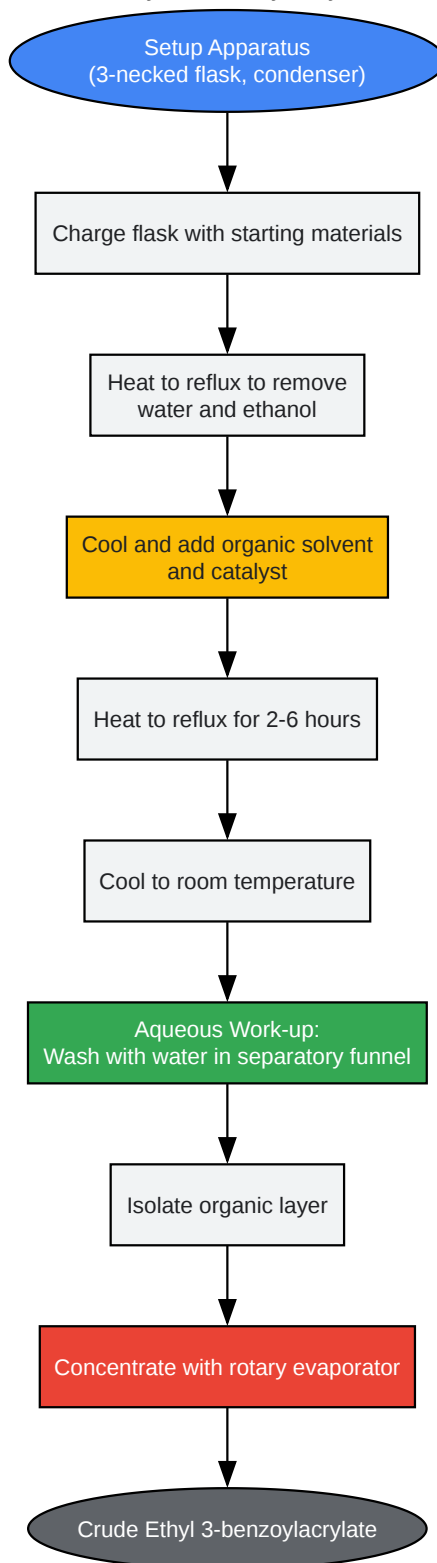 Setup Apparatus
(3-necked flask, condenser)
Charge flask with starting materials
Heat to reflux to remove
water and ethanol
Cool and add organic solvent
and catalyst
Heat to reflux for 2-6 hours
Cool to room temperature
Aqueous Work-up:
Wash with water in separatory funnel
Isolate organic layer
Concentrate with rotary evaporator
Crude Ethyl 3-benzoylacrylate